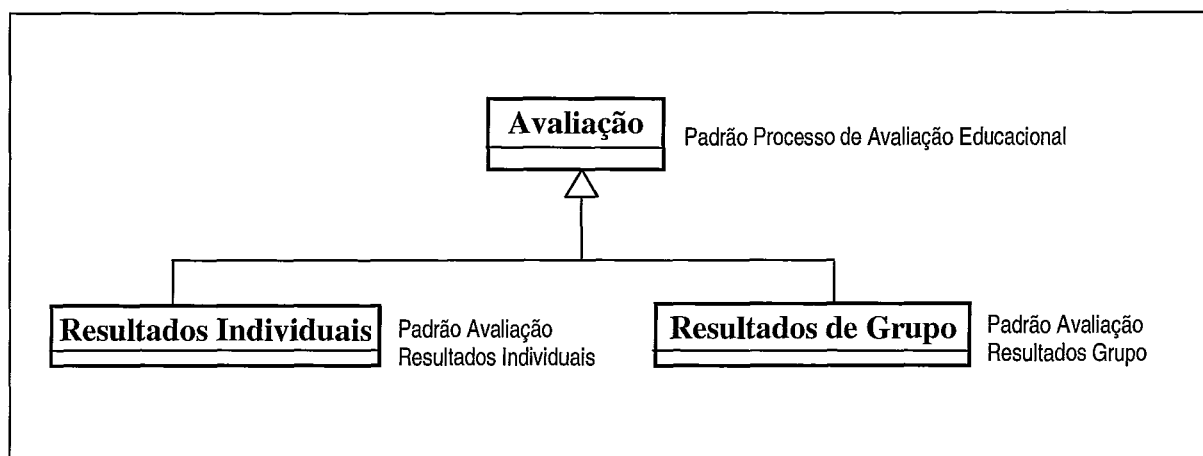 Avaliação
Padrão Processo de Avaliação Educacional
Resultados Individuais
Padrão Avaliação
Resultados Individuais
Resultados de Grupo
Padrão Avaliação
Resultados Grupo